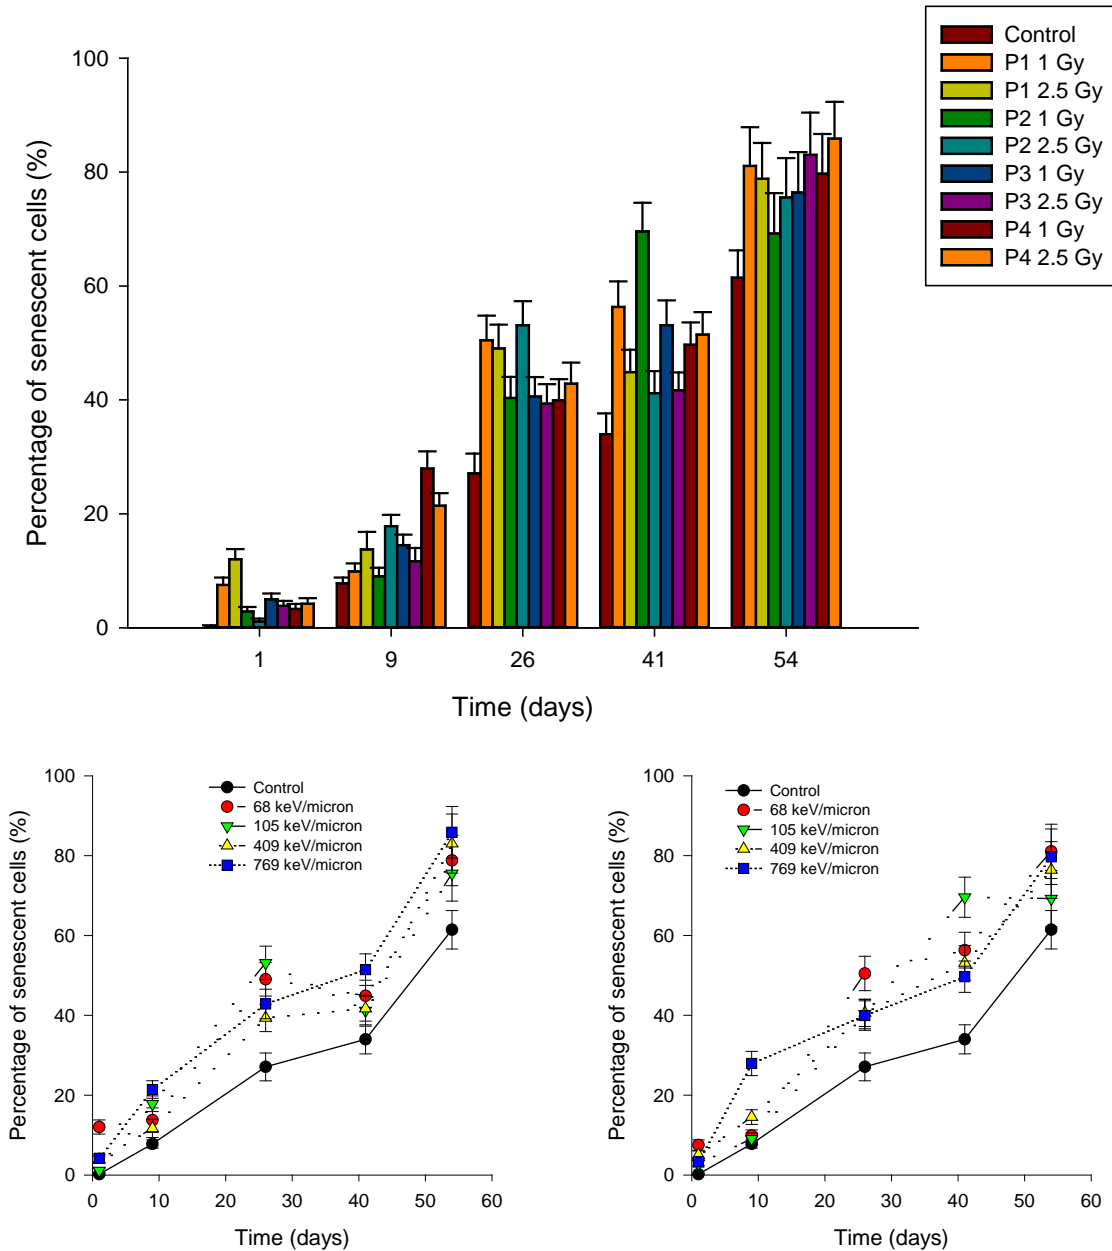 Control
P1 1 Gy
P1 2.5 Gy
P2 1 Gy
P2 2.5 Gy
P3 1 Gy
P3 2.5 Gy
P4 1 Gy
P4 2.5 Gy
Percentage of senescent cells (%)
100
80
60
40
20
0
1 9 26 41 54
Time (days)
Percentage of senescent cells (%)
100
80
60
40
20
0
Control
68 keV/micron
105 keV/micron
409 keV/micron
769 keV/micron
0 10 20 30 40 50 60
Time (days)
Percentage of senescent cells (%)
100
80
60
40
20
0
Control
68 keV/micron
105 keV/micron
409 keV/micron
769 keV/micron
0 10 20 30 40 50 60
Time (days)